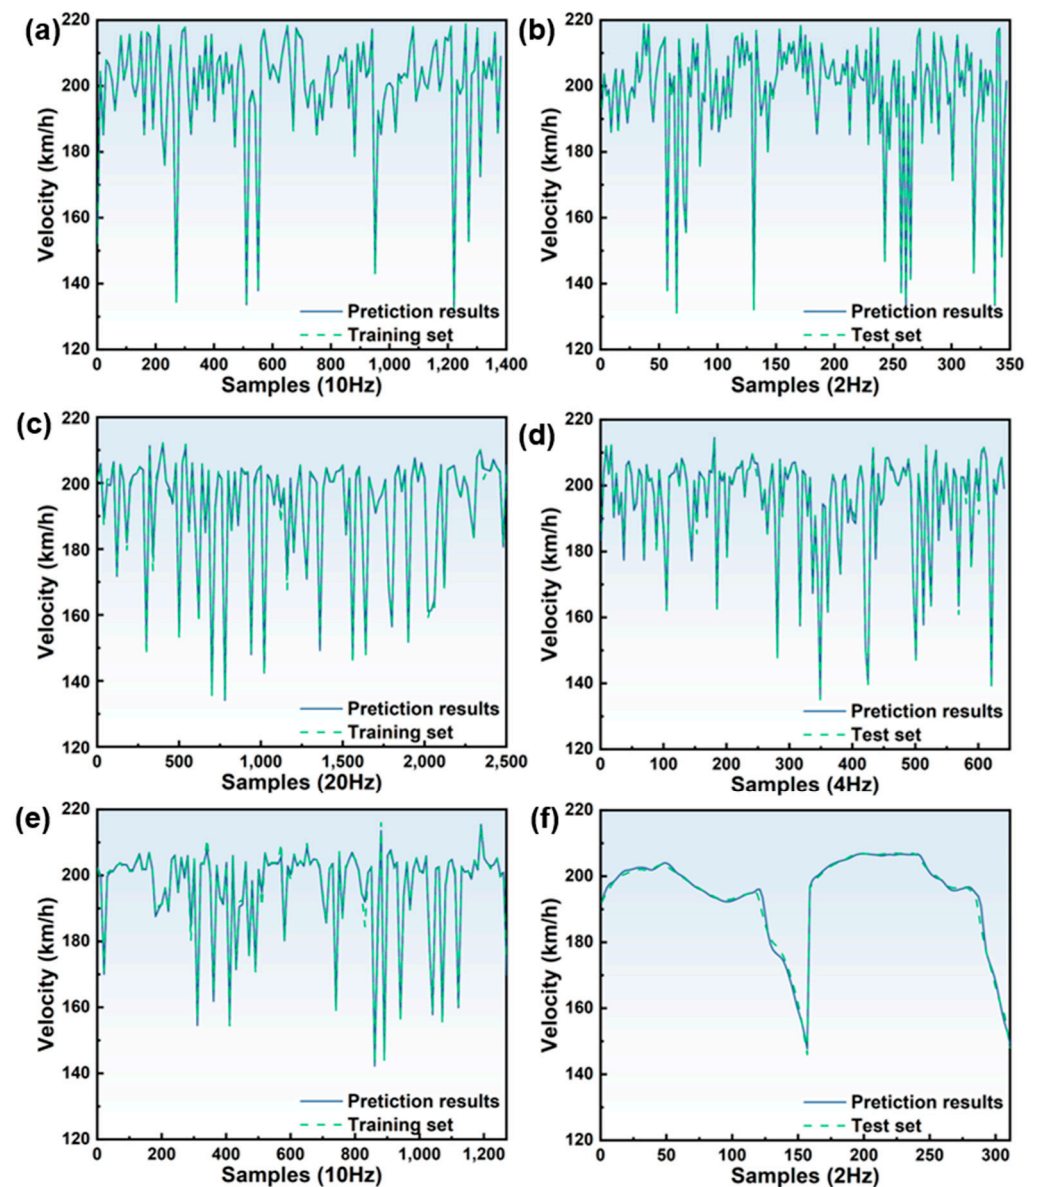 (a)
220
200
180
160
140
120
Velocity (km/h)
Pretiction results
Training set
0 200 400 600 800 1,000 1,200 1,400
Samples (10Hz)
(b)
220
200
180
160
140
120
Velocity (km/h)
Pretiction results
Test set
0 50 100 150 200 250 300 350
Samples (2Hz)
(c)
220
200
180
160
140
120
Velocity (km/h)
Pretiction results
Training set
0 500 1,000 1,500 2,000 2,500
Samples (20Hz)
(d)
220
200
180
160
140
120
Velocity (km/h)
Pretiction results
Test set
0 100 200 300 400 500 600
Samples (4Hz)
(e)
220
200
180
160
140
120
Velocity (km/h)
Pretiction results
Training set
0 200 400 600 800 1,000 1,200
Samples (10Hz)
(f)
220
200
180
160
140
120
Velocity (km/h)
Pretiction results
Test set
0 50 100 150 200 250 300
Samples (2Hz)